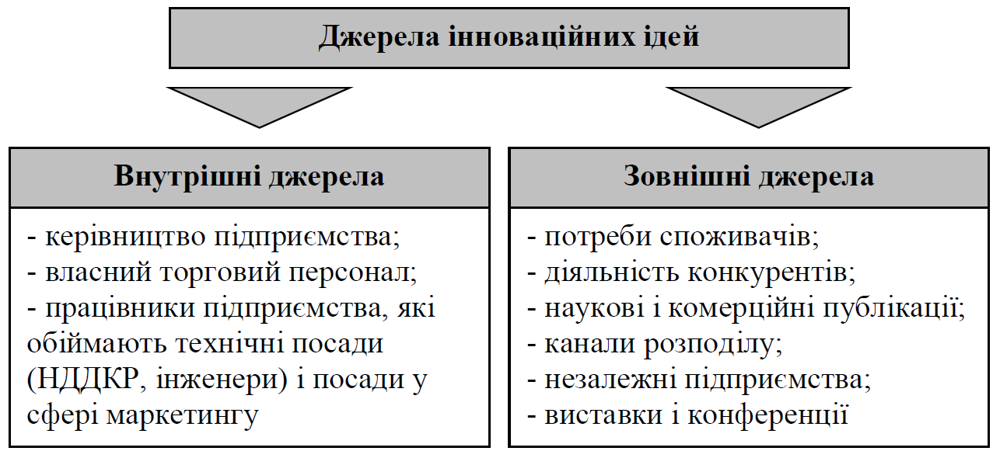 Джерела інноваційних ідей
Внутрішні джерела
- керівництво підприємства;
- власний торговий персонал;
- працівники підприємства, які
обіймають технічні посади
(НДДКР, інженери) і посади у
сфері маркетингу
Зовнішні джерела
- потреби споживачів;
- діяльність конкурентів;
- наукові і комерційні публікації;
- канали розподілу;
- незалежні підприємства;
- виставки і конференції